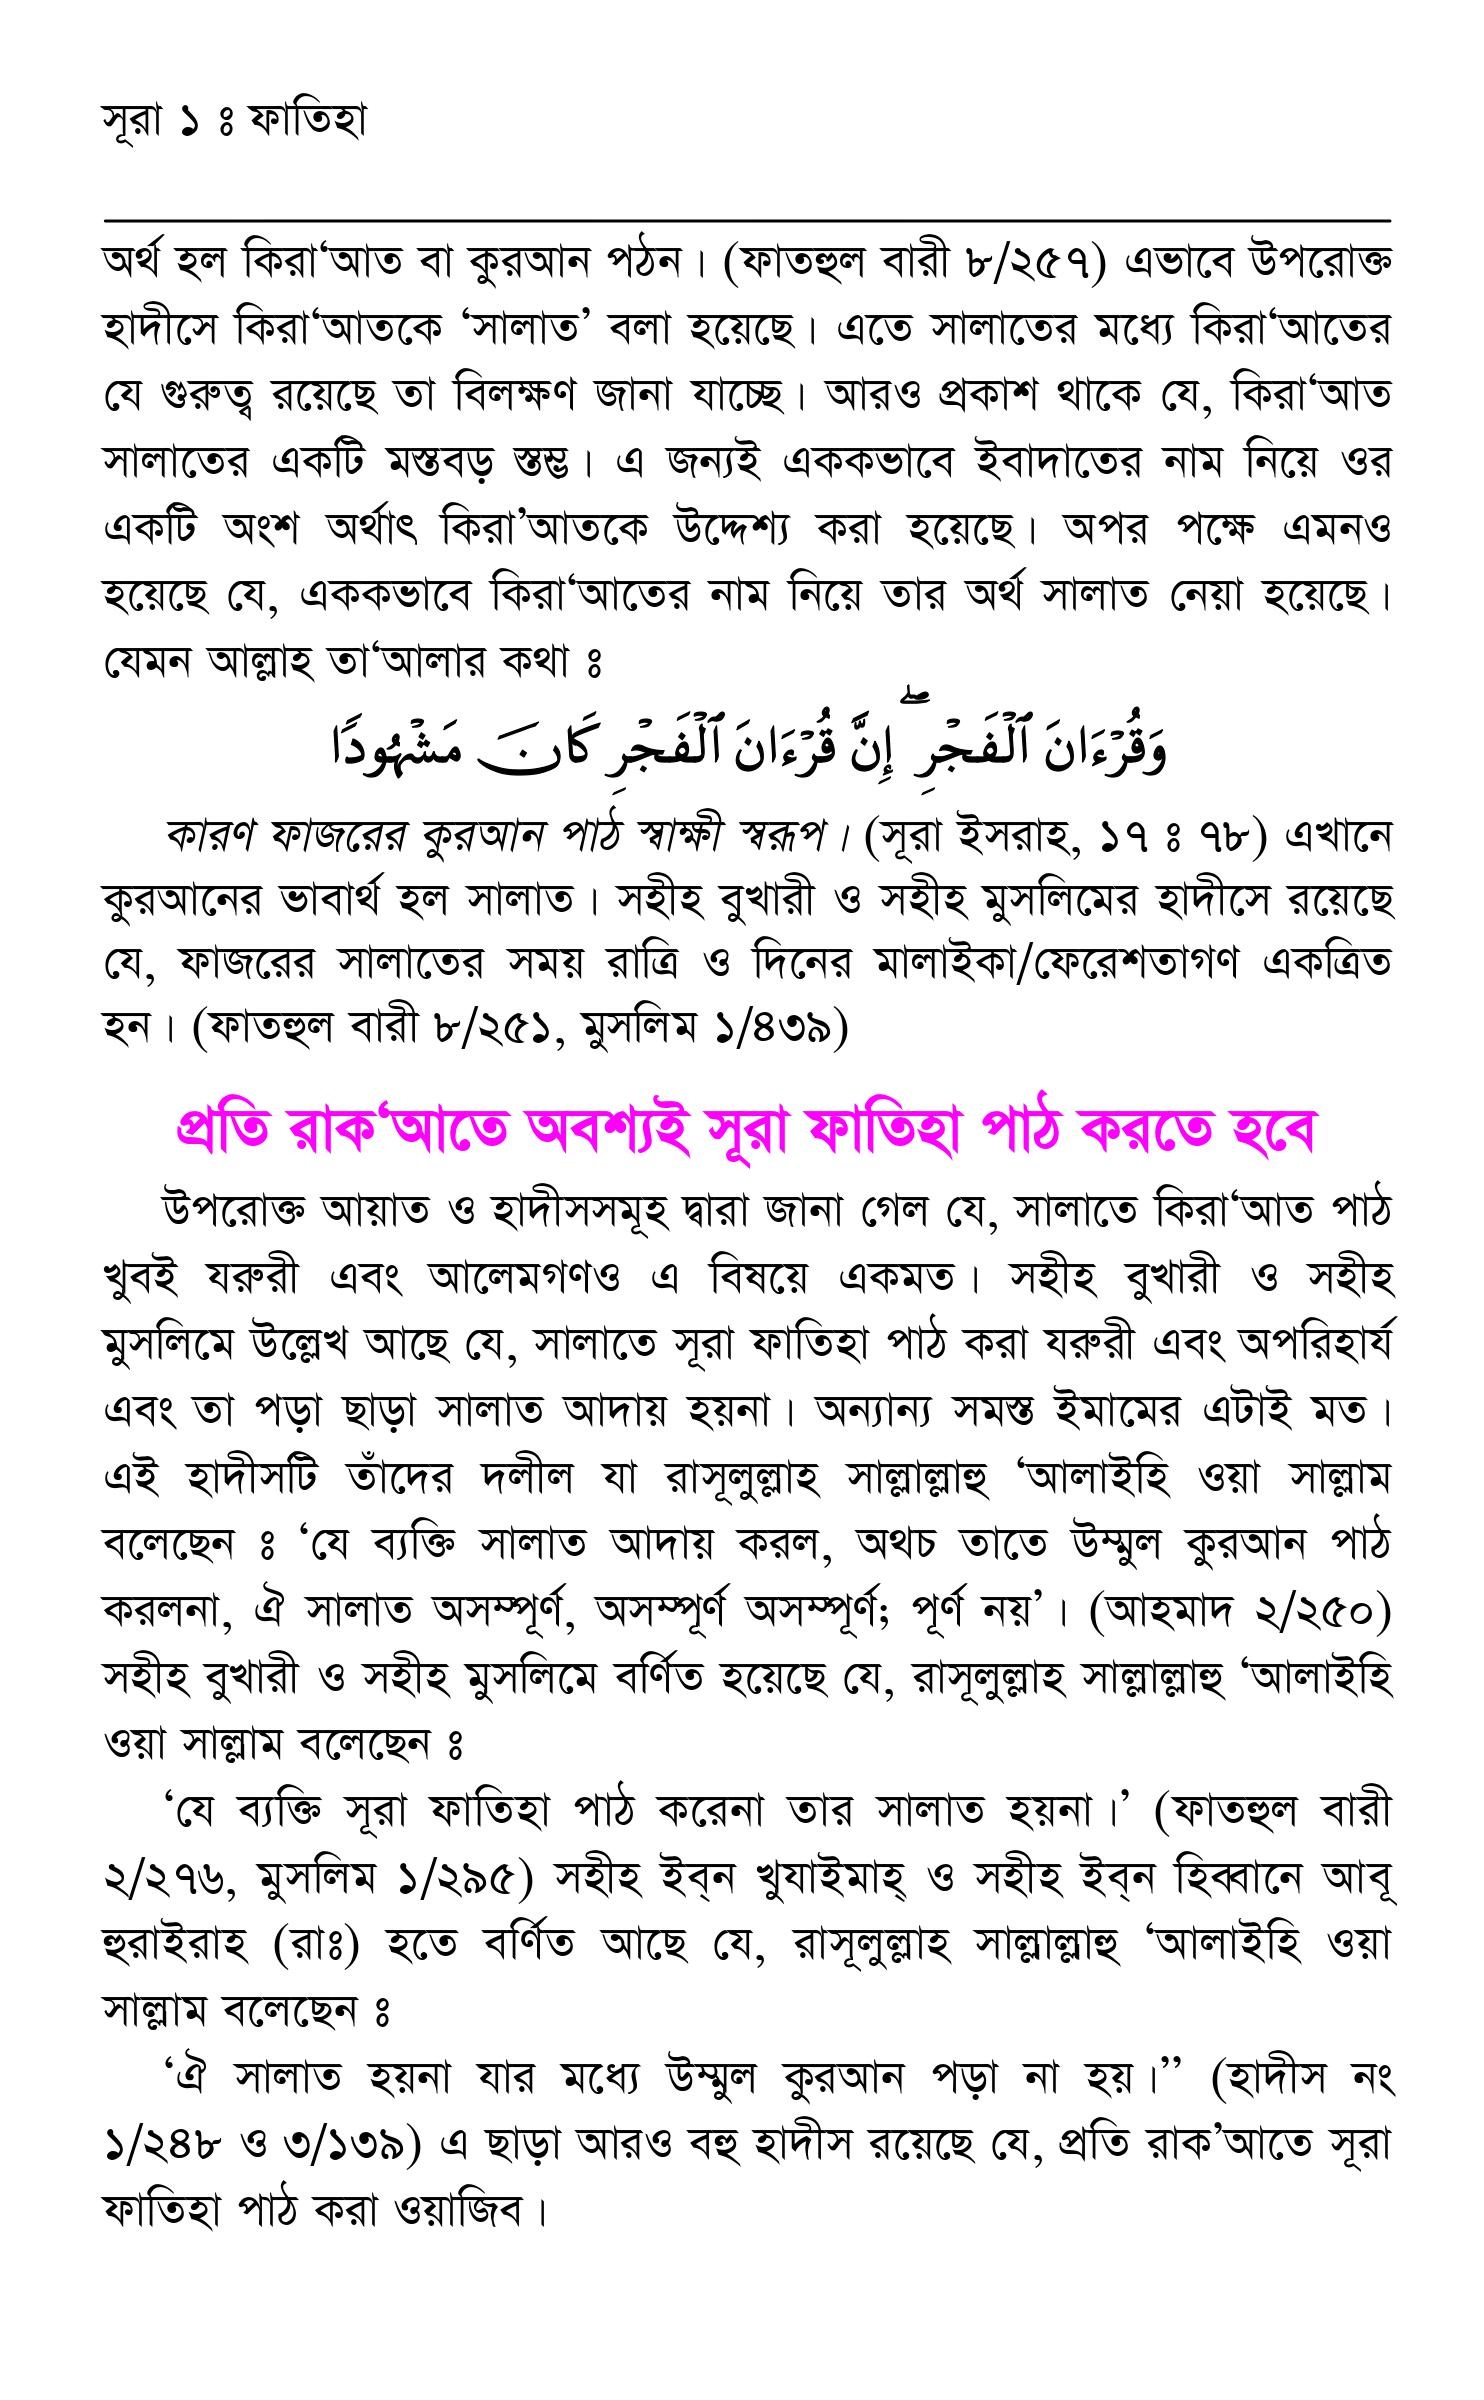 সূরা ১ ঃ ফাতিহা
অর্থ হল কিরা‘আত বা কুরআন পঠন। (ফাতহুল বারী ৮/২৫৭) এভাবে উপরোক্ত
হাদীসে কিরা‘আতকে ‘সালাত’ বলা হয়েছে। এতে সালাতের মধ্যে কিরা‘আতের
যে গুরুত্ব রয়েছে তা বিলক্ষণ জানা যাচ্ছে। আরও প্রকাশ থাকে যে, কিরা‘আত
সালাতের একটি মস্তবড় স্তম্ভ। এ জন্যই এককভাবে ইবাদাতের নাম নিয়ে ওর
একটি অংশ অর্থাৎ কিরা’আতকে উদ্দেশ্য করা হয়েছে। অপর পক্ষে এমনও
হয়েছে যে, এককভাবে কিরা‘আতের নাম নিয়ে তার অর্থ সালাত নেয়া হয়েছে।
যেমন আল্লাহ তা‘আলার কথা ঃ
وَقُرْءَانَ ٱلْفَجْرِ ۖ إِنَّ قُرْءَانَ ٱلْفَجْرِ كَانَ مَشْهُودًا
কারণ ফাজরের কুরআন পাঠ স্বাক্ষী স্বরূপ। (সূরা ইসরাহ, ১৭ ঃ ৭৮) এখানে
কুরআনের ভাবার্থ হল সালাত। সহীহ বুখারী ও সহীহ মুসলিমের হাদীসে রয়েছে
যে, ফাজরের সালাতের সময় রাত্রি ও দিনের মালাইকা/ফেরেশতাগণ একত্রিত
হন। (ফাতহুল বারী ৮/২৫১, মুসলিম ১/৪৩৯)
প্রতি রাক‘আতে অবশ্যই সূরা ফাতিহা পাঠ করতে হবে
উপরোক্ত আয়াত ও হাদীসসমূহ দ্বারা জানা গেল যে, সালাতে কিরা‘আত পাঠ
খুবই যরুরী এবং আলেমগণও এ বিষয়ে একমত। সহীহ বুখারী ও সহীহ
মুসলিমে উল্লেখ আছে যে, সালাতে সূরা ফাতিহা পাঠ করা যরুরী এবং অপরিহার্য
এবং তা পড়া ছাড়া সালাত আদায় হয়না। অন্যান্য সমস্ত ইমামের এটাই মত।
এই হাদীসটি তাঁদের দলীল যা রাসূলুল্লাহ সাল্লাল্লাহু ‘আলাইহি ওয়া সাল্লাম
বলেছেন ঃ ‘যে ব্যক্তি সালাত আদায় করল, অথচ তাতে উম্মুল কুরআন পাঠ
করলনা, ঐ সালাত অসম্পূর্ণ, অসম্পূর্ণ অসম্পূর্ণ; পূর্ণ নয়’। (আহমাদ ২/২৫০)
সহীহ বুখারী ও সহীহ মুসলিমে বর্ণিত হয়েছে যে, রাসূলুল্লাহ সাল্লাল্লাহু ‘আলাইহি
ওয়া সাল্লাম বলেছেন ঃ
‘যে ব্যক্তি সূরা ফাতিহা পাঠ করেনা তার সালাত হয়না।’ (ফাতহুল বারী
২/২৭৬, মুসলিম ১/২৯৫) সহীহ ইব্‌ন খুযাইমাহ্ ও সহীহ ইব্‌ন হিব্বানে আবূ
হুরাইরাহ (রাঃ) হতে বর্ণিত আছে যে, রাসূলুল্লাহ সাল্লাল্লাহু ‘আলাইহি ওয়া
সাল্লাম বলেছেন ঃ
‘ঐ সালাত হয়না যার মধ্যে উম্মুল কুরআন পড়া না হয়।’’ (হাদীস নং
১/২৪৮ ও ৩/১৩৯) এ ছাড়া আরও বহু হাদীস রয়েছে যে, প্রতি রাক’আতে সূরা
ফাতিহা পাঠ করা ওয়াজিব।